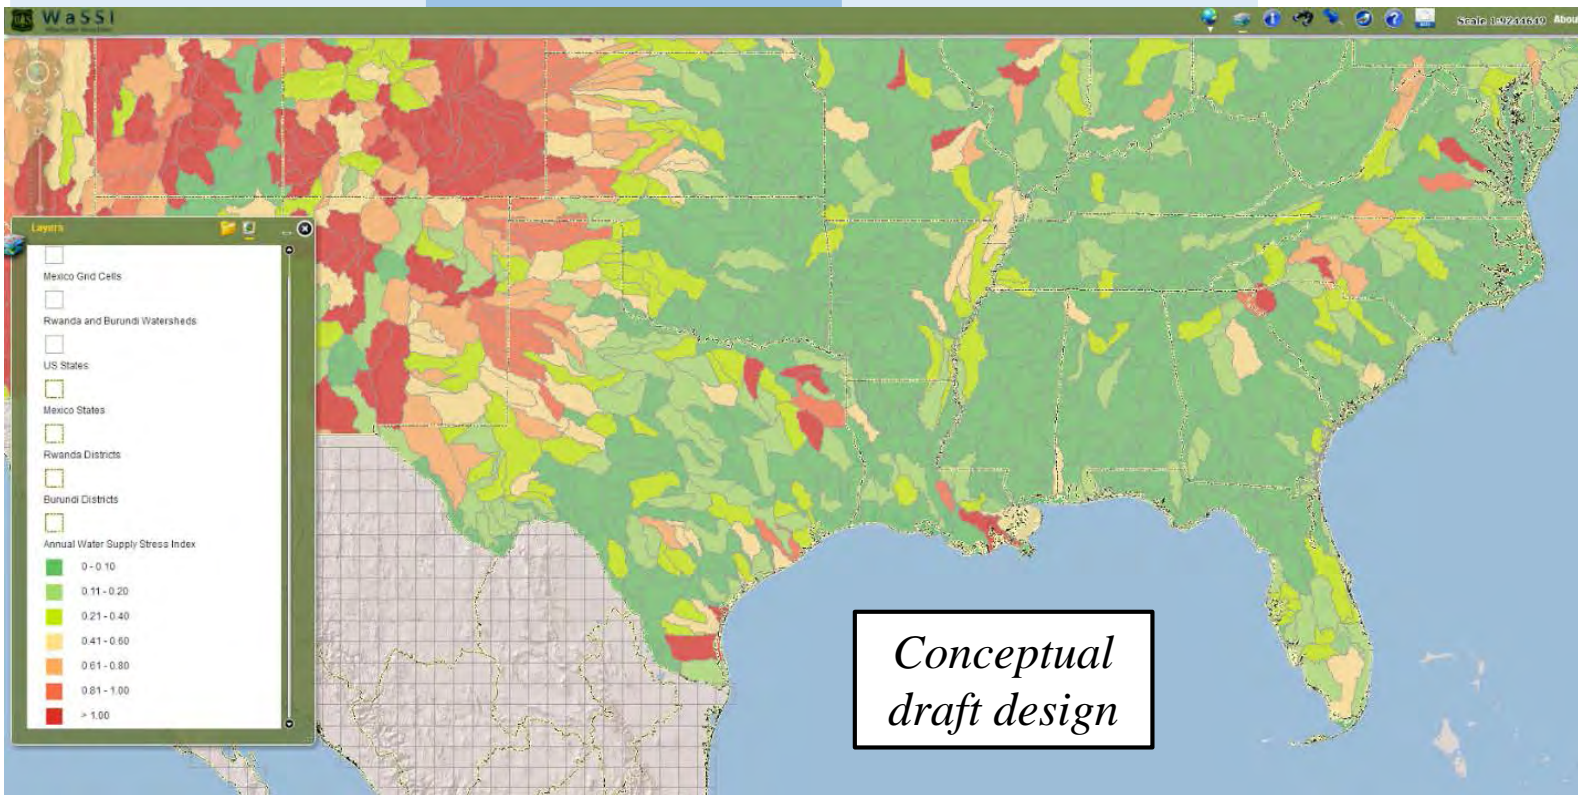 WaSSI
Scale 1:9244649 Abou
Layers
Mexico Grid Cells
Rwanda and Burundi Watersheds
US States
Mexico States
Rwanda Districts
Burundi Districts
Annual Water Supply Stress Index
0 - 0.10
0.11 - 0.20
0.21 - 0.40
0.41 - 0.60
0.61 - 0.80
0.81 - 1.00
> 1.00
Conceptual
draft design